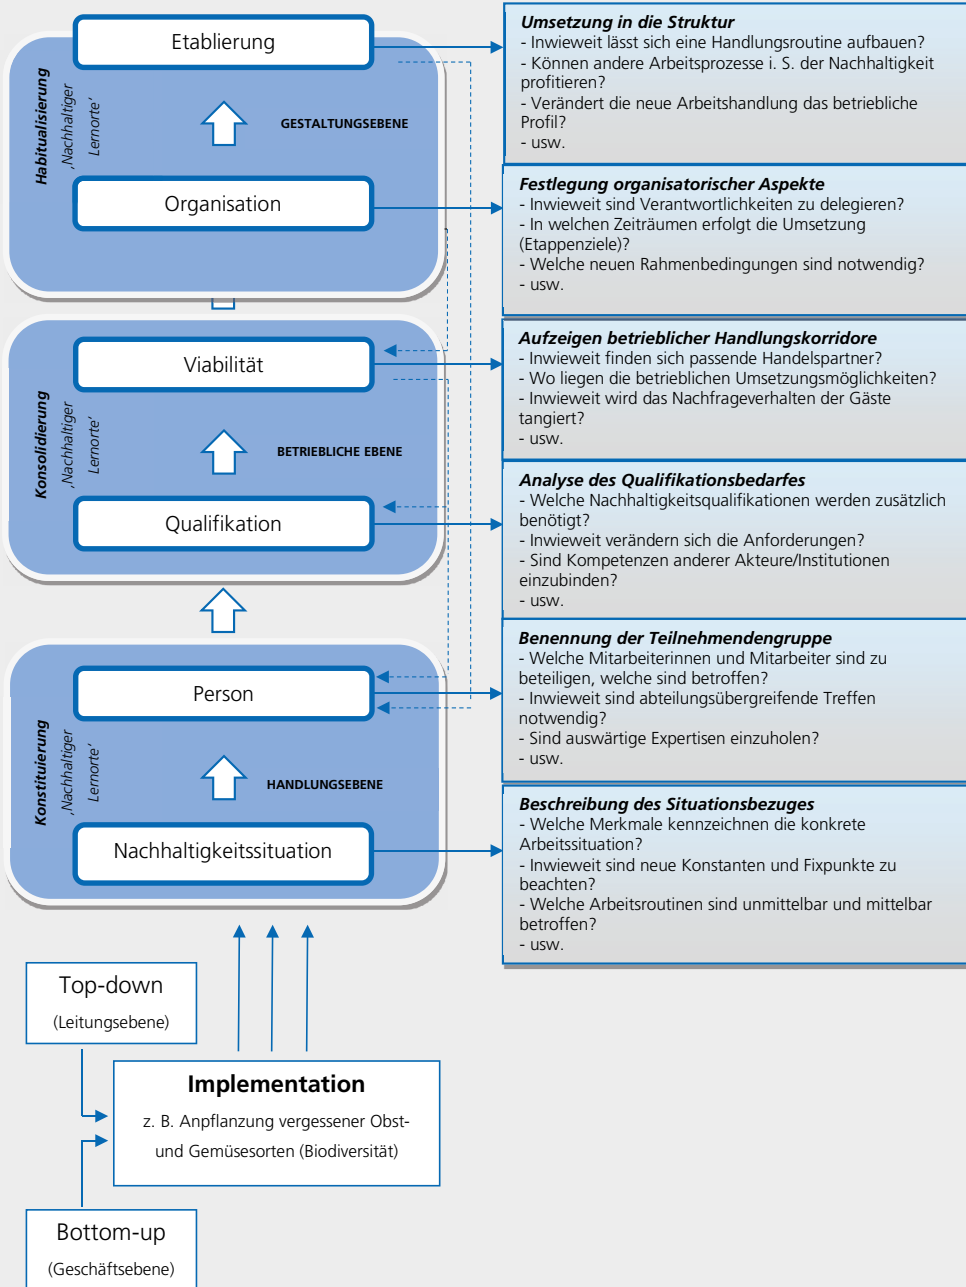 Etablierung
Habitualisierung
‚Nachhaltiger
Lernorte’
GESTALTUNGSEBENE
Organisation
Umsetzung in die Struktur
- Inwieweit lässt sich eine Handlungsroutine aufbauen?
- Können andere Arbeitsprozesse i. S. der Nachhaltigkeit
profitieren?
- Verändert die neue Arbeitshandlung das betriebliche
Profil?
- usw.
Festlegung organisatorischer Aspekte
- Inwieweit sind Verantwortlichkeiten zu delegieren?
- In welchen Zeiträumen erfolgt die Umsetzung
(Etappenziele)?
- Welche neuen Rahmenbedingungen sind notwendig?
- usw.
Viabilität
Konsolidierung
‚Nachhaltiger
Lernorte’
BETRIEBLICHE EBENE
Qualifikation
Aufzeigen betrieblicher Handlungskorridore
- Inwieweit finden sich passende Handelspartner?
- Wo liegen die betrieblichen Umsetzungsmöglichkeiten?
- Inwieweit wird das Nachfrageverhalten der Gäste
tangiert?
- usw.
Analyse des Qualifikationsbedarfes
- Welche Nachhaltigkeitsqualifikationen werden zusätzlich
benötigt?
- Inwieweit verändern sich die Anforderungen?
- Sind Kompetenzen anderer Akteure/Institutionen
einzubinden?
- usw.
Person
Konstituierung
‚Nachhaltiger
Lernorte’
HANDLUNGSEBENE
Nachhaltigkeitssituation
Benennung der Teilnehmendengruppe
- Welche Mitarbeiterinnen und Mitarbeiter sind zu
beteiligen, welche sind betroffen?
- Inwieweit sind abteilungsübergreifende Treffen
notwendig?
- Sind auswärtige Expertisen einzuholen?
- usw.
Beschreibung des Situationsbezuges
- Welche Merkmale kennzeichnen die konkrete
Arbeitssituation?
- Inwieweit sind neue Konstanten und Fixpunkte zu
beachten?
- Welche Arbeitsroutinen sind unmittelbar und mittelbar
betroffen?
- usw.
Top-down
(Leitungsebene)
Implementation
z. B. Anpflanzung vergessener Obst-
und Gemüsesorten (Biodiversität)
Bottom-up
(Geschäftsebene)